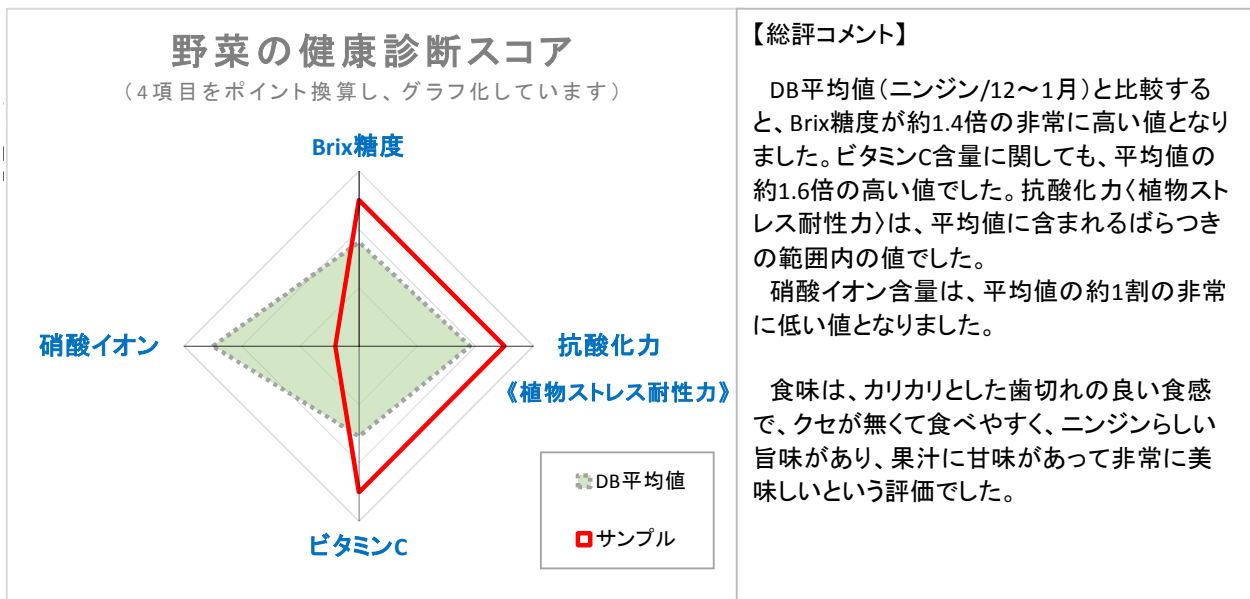 野菜の健康診断スコア
（4項目をポイント換算し、グラフ化しています）
Brix糖度
硝酸イオン
抗酸化力
《植物ストレス耐性力》
ビタミンC
DB平均値
サンプル
【総評コメント】
DB平均値（ニンジン/12～1月）と比較する
と、Brix糖度が約1.4倍の非常に高い値となり
ました。ビタミンC含量に関しても、平均値の
約1.6倍の高い値でした。抗酸化力〈植物スト
レス耐性力〉は、平均値に含まれるばらつき
の範囲内の値でした。
硝酸イオン含量は、平均値の約1割の非常
に低い値となりました。
食味は、カリカリとした歯切れの良い食感
で、クセが無くて食べやすく、ニンジンらしい
旨味があり、果汁に甘味があって非常に美
味しいという評価でした。